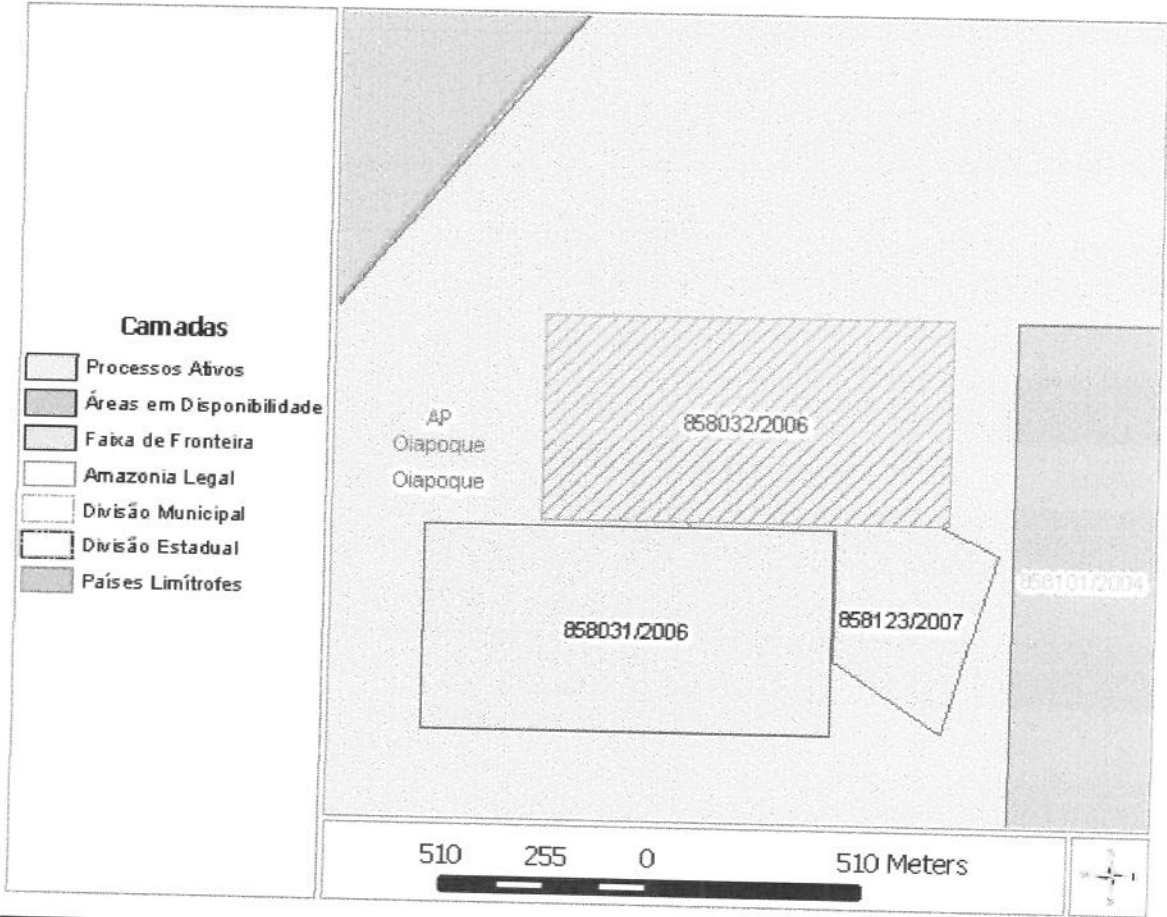 Camadas
Processos Ativos
Áreas em Disponibilidade
Faixa de Fronteira
Amazonia Legal
Divisão Municipal
Divisão Estadual
Países Limítrofes
AP
Oiapoque
Oiapoque
858032/2006
858101/2004
858031/2006
858123/2007
510 255 0 510 Meters